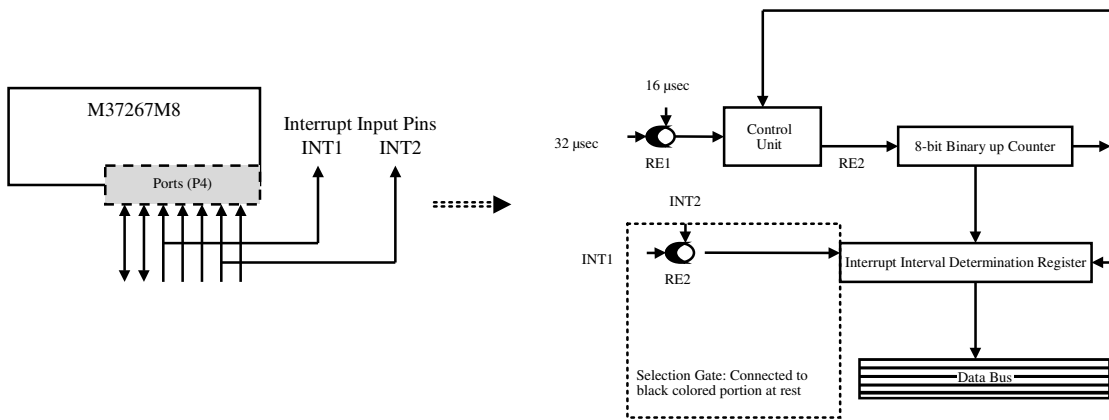 M37267M8
Ports (P4)
Interrupt Input Pins
INT1 INT2
16 µsec
32 µsec
RE1
Control
Unit
RE2
8-bit Binary up Counter
INT2
INT1
RE2
Interrupt Interval Determination Register
Selection Gate: Connected to
black colored portion at rest
Data Bus